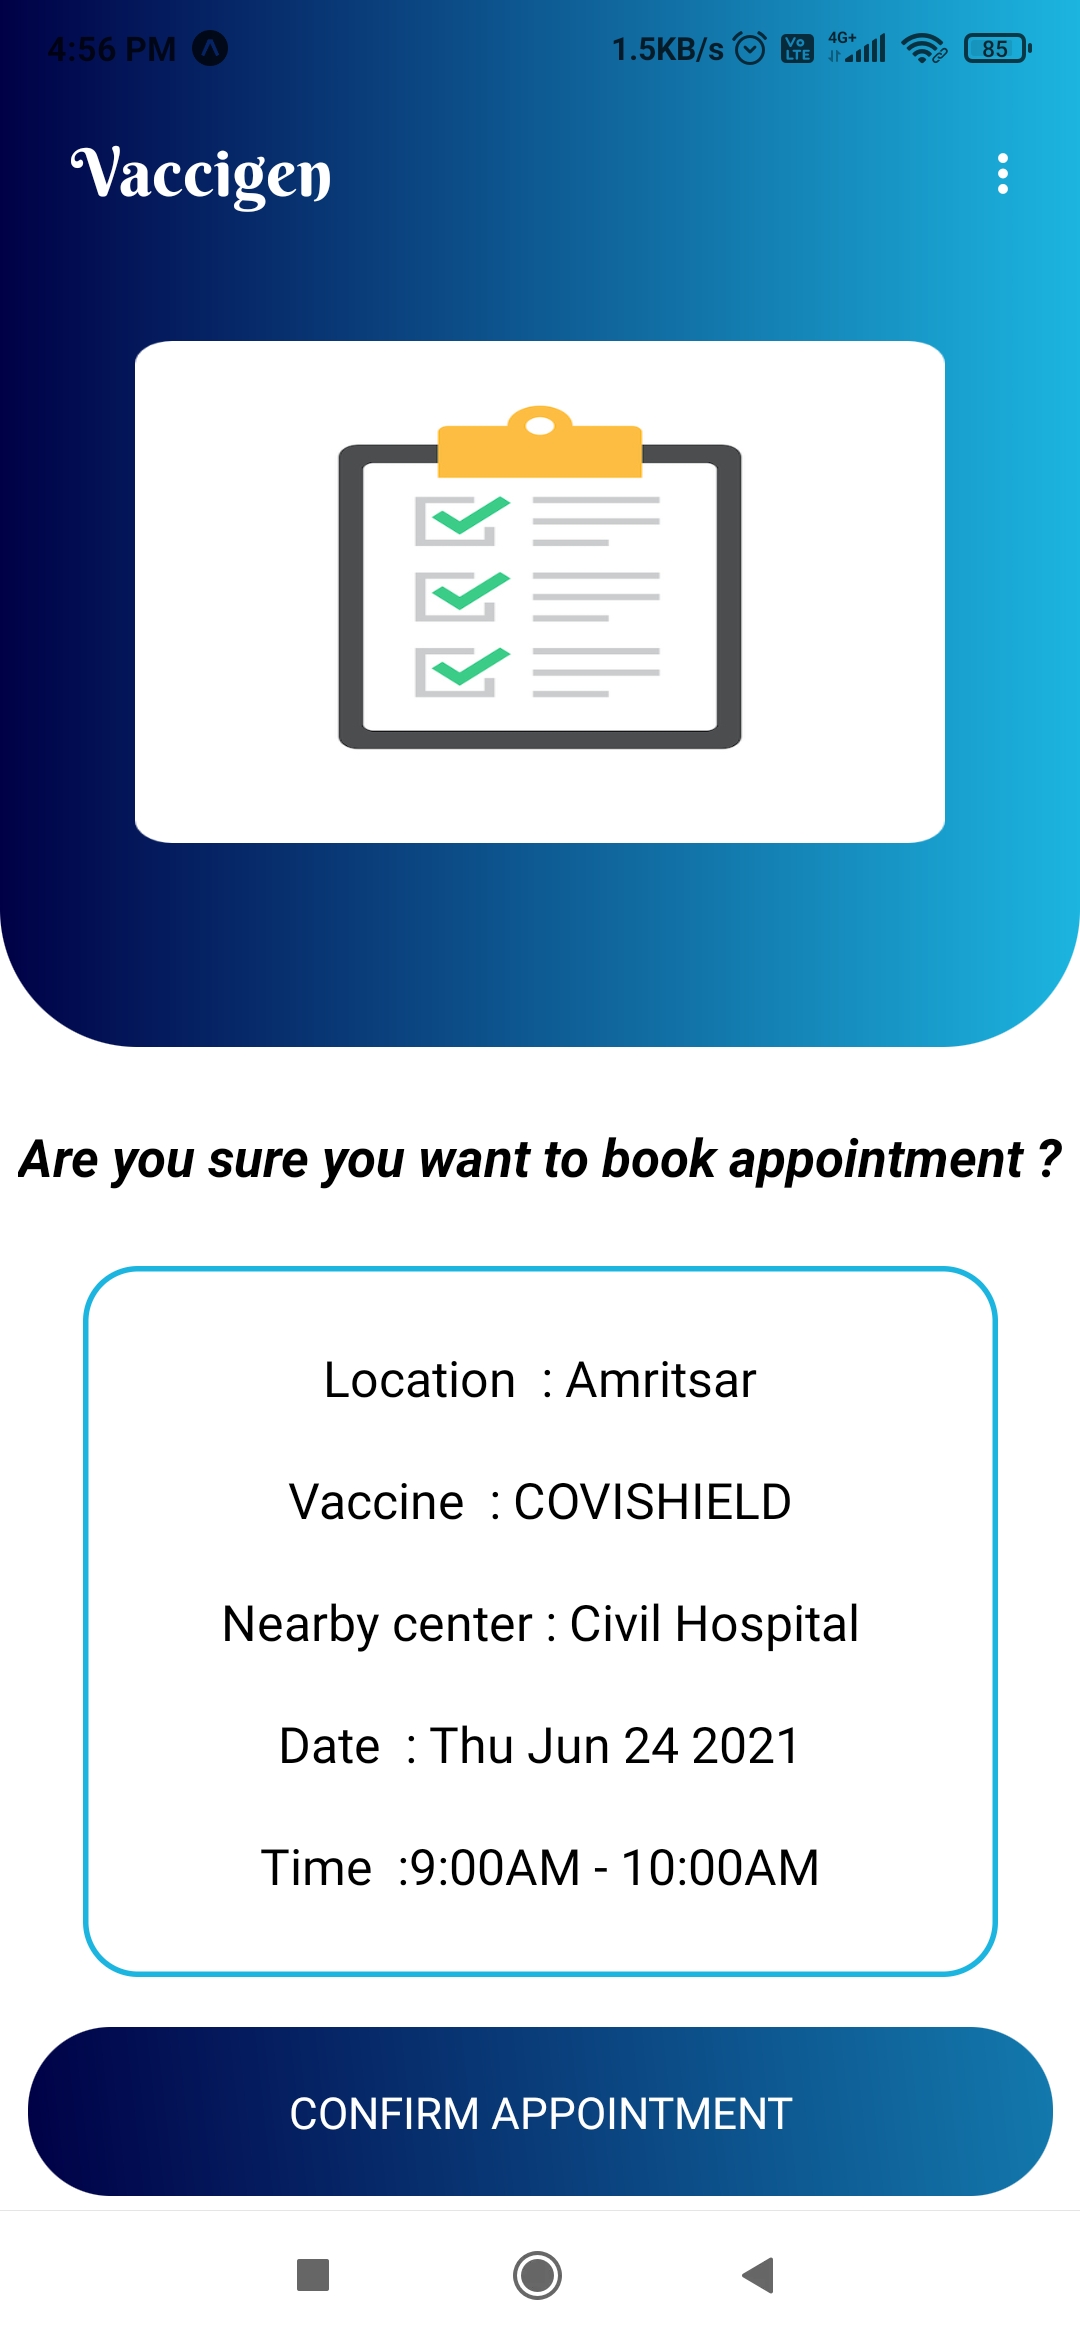 4:56 PM
1.5KB/s Vo LTE 4G+ 85
Vaccigen
Are you sure you want to book appointment ?
Location  : Amritsar
Vaccine  : COVISHIELD
Nearby center : Civil Hospital
Date  : Thu Jun 24 2021
Time  :9:00AM - 10:00AM
CONFIRM APPOINTMENT